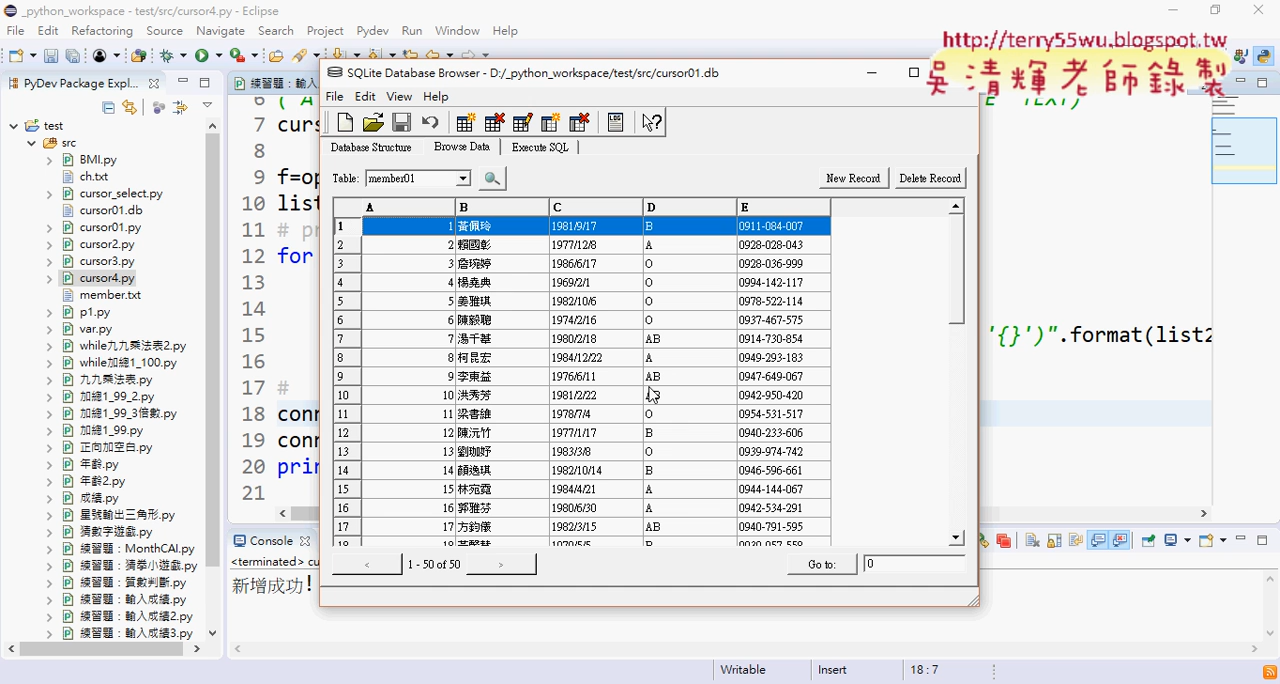 _python_workspace - test/src/cursor4.py - Eclipse
File Edit Refactoring Source Navigate Search Project Pydev Run Window Help
http://terry55wu.blogspot.tw
吳清輝老師錄製
PyDev Package Expl...
test
src
BMI.py
ch.txt
cursor_select.py
cursor01.db
cursor01.py
cursor2.py
cursor3.py
cursor4.py
member.txt
p1.py
var.py
while九九乘法表2.py
while加總1_100.py
九九乘法表.py
加總1_99_2.py
加總1_99_3倍數.py
加總1_99.py
正向加空白.py
年齡.py
年齡2.py
成績.py
星號輸出三角形.py
猜數字遊戲.py
練習題：MonthCAl.py
練習題：猜拳小遊戲.py
練習題：質數判斷.py
練習題：輸入成績.py
練習題：輸入成績2.py
練習題：輸入成績3.py
練習題：輸入
7 curs
8
9 f=op
10 list
11 # pr
12 for
13
14
15 '{}')".format(list2
16
17 #
18 conn
19 conn
20 prin
21
SQLite Database Browser - D:/_python_workspace/test/src/cursor01.db
File Edit View Help
Database Structure Browse Data Execute SQL
Table: member01 New Record Delete Record
A B C D E
1 1 黃佩玲 1981/9/17 B 0911-084-007
2 2 賴國彰 1977/12/8 A 0928-028-043
3 3 詹琬婷 1986/6/17 O 0928-036-999
4 4 楊堯典 1969/2/1 O 0994-142-117
5 5 姜雅琪 1982/10/6 O 0978-522-114
6 6 陳毅聰 1974/2/16 O 0937-467-575
7 7 湯千慧 1980/2/18 AB 0914-730-854
8 8 柯昆宏 1984/12/22 A 0949-293-183
9 9 李東益 1976/6/11 AB 0947-649-067
10 10 洪秀芳 1981/2/22 0942-950-420
11 11 梁書維 1978/7/4 O 0954-531-517
12 12 陳沅竹 1977/1/17 B 0940-233-606
13 13 劉珈妤 1983/3/8 O 0939-974-742
14 14 顏逸琪 1982/10/14 B 0946-596-661
15 15 林宛霓 1984/4/21 A 0944-144-067
16 16 郭雅芬 1980/6/30 A 0942-534-291
17 17 方鈞儀 1982/3/15 AB 0940-791-595
< 1 - 50 of 50 > Go to: 0
Console
<terminated> cu
新增成功!
Writable Insert 18 : 7